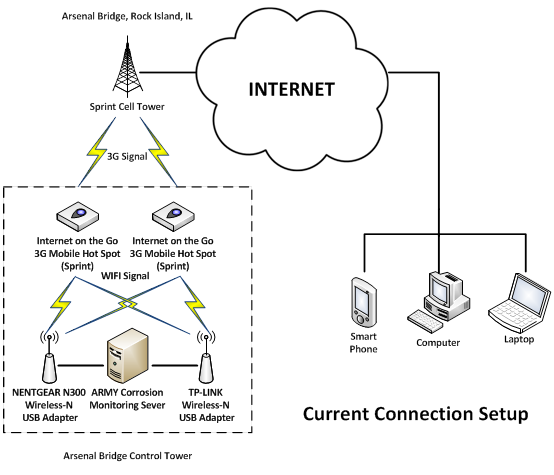 Arsenal Bridge, Rock Island, IL
INTERNET
Sprint Cell Tower
3G Signal
Internet on the Go
3G Mobile Hot Spot
(Sprint)
Internet on the Go
3G Mobile Hot Spot
(Sprint)
WIFI Signal
NENTGEAR N300
Wireless-N
USB Adapter
ARMY Corrosion
Monitoring Sever
TP-LINK
Wireless-N
USB Adapter
Arsenal Bridge Control Tower
Smart
Phone
Computer
Laptop
Current Connection Setup